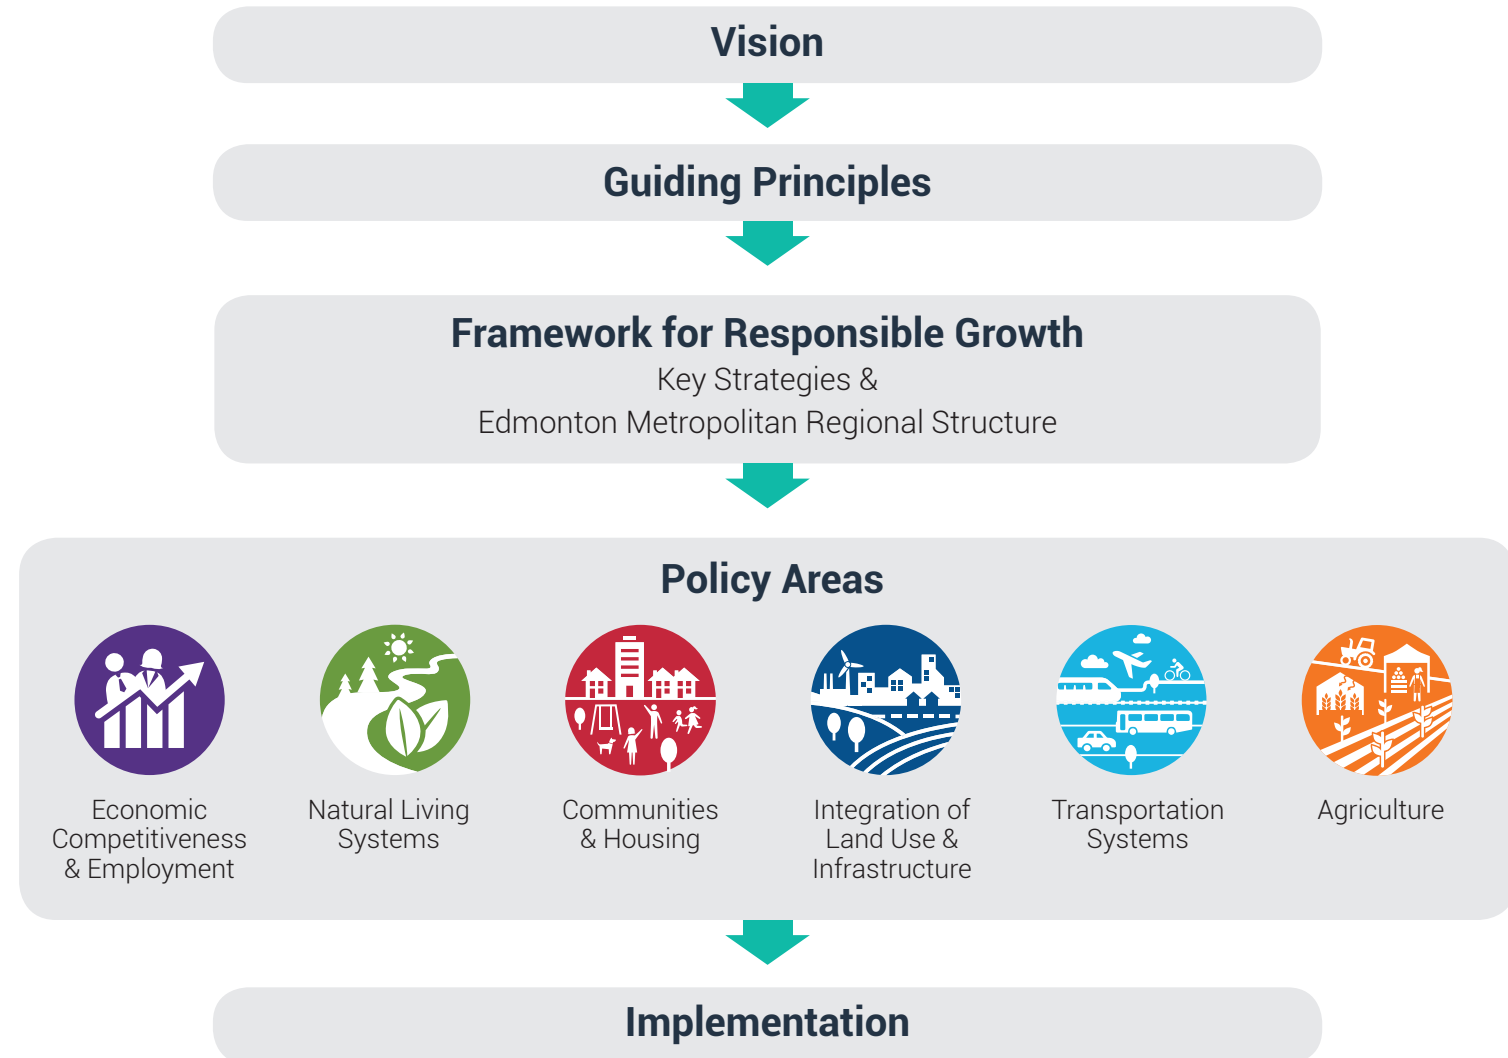 Vision
Guiding Principles
Framework for Responsible Growth
Key Strategies &
Edmonton Metropolitan Regional Structure
Policy Areas
Economic
Competitiveness
& Employment
Natural Living
Systems
Communities
& Housing
Integration of
Land Use &
Infrastructure
Transportation
Systems
Agriculture
Implementation